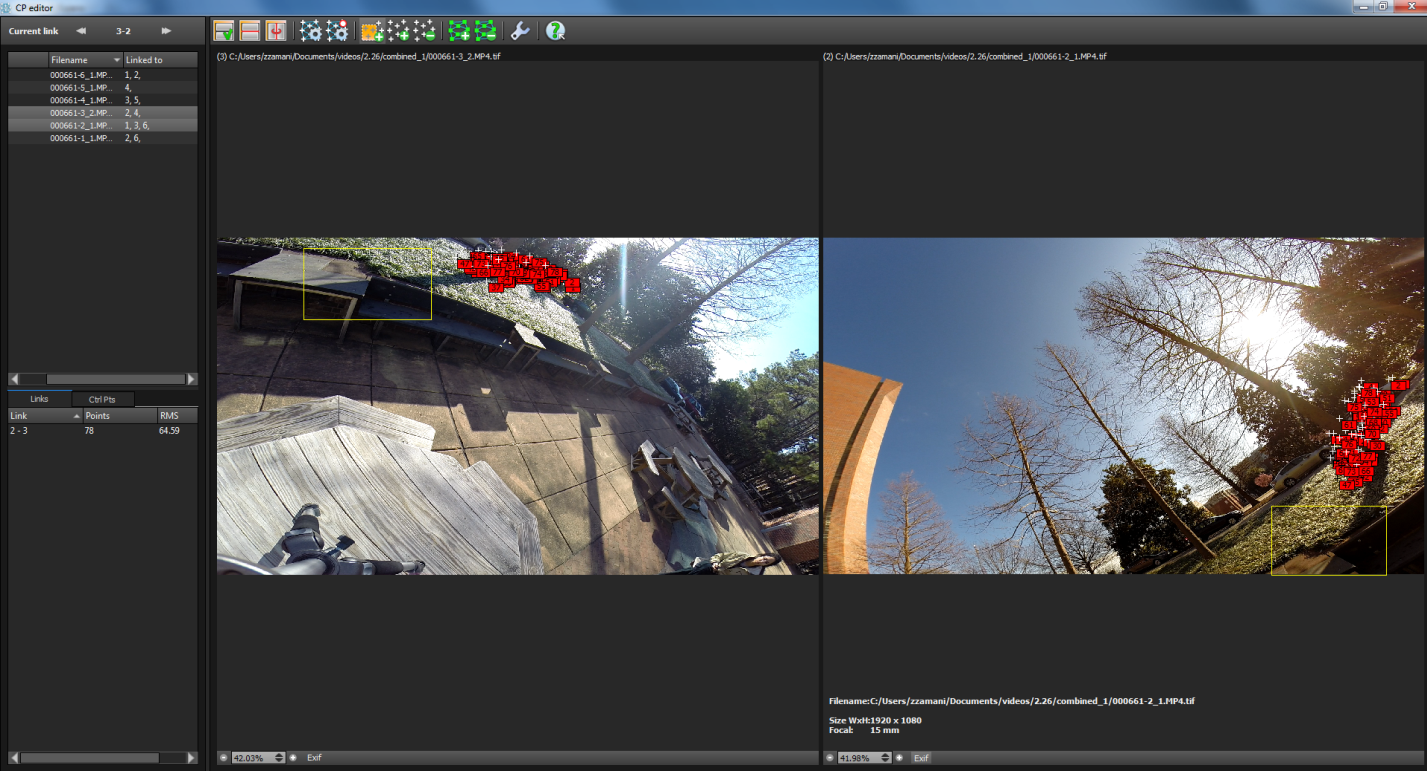 CP editor
Current link 3-2
Filename Linked to
000661-6_1.MP... 1, 2,
000661-5_1.MP... 4,
000661-4_1.MP... 3, 5,
000661-3_2.MP... 2, 4,
000661-2_1.MP... 1, 3, 6,
000661-1_1.MP... 2, 6,
Links Ctrl Pts
Link Points RMS
2 - 3 78 64.59
(3) C:/Users/zzamani/Documents/videos/2.26/combined_1/000661-3_2.MP4.tif
42.03% Exif
(2) C:/Users/zzamani/Documents/videos/2.26/combined_1/000661-2_1.MP4.tif
Filename:C:/Users/zzamani/Documents/videos/2.26/combined_1/000661-2_1.MP4.tif
Size WxH:1920 x 1080
Focal: 15 mm
41.98% Exif